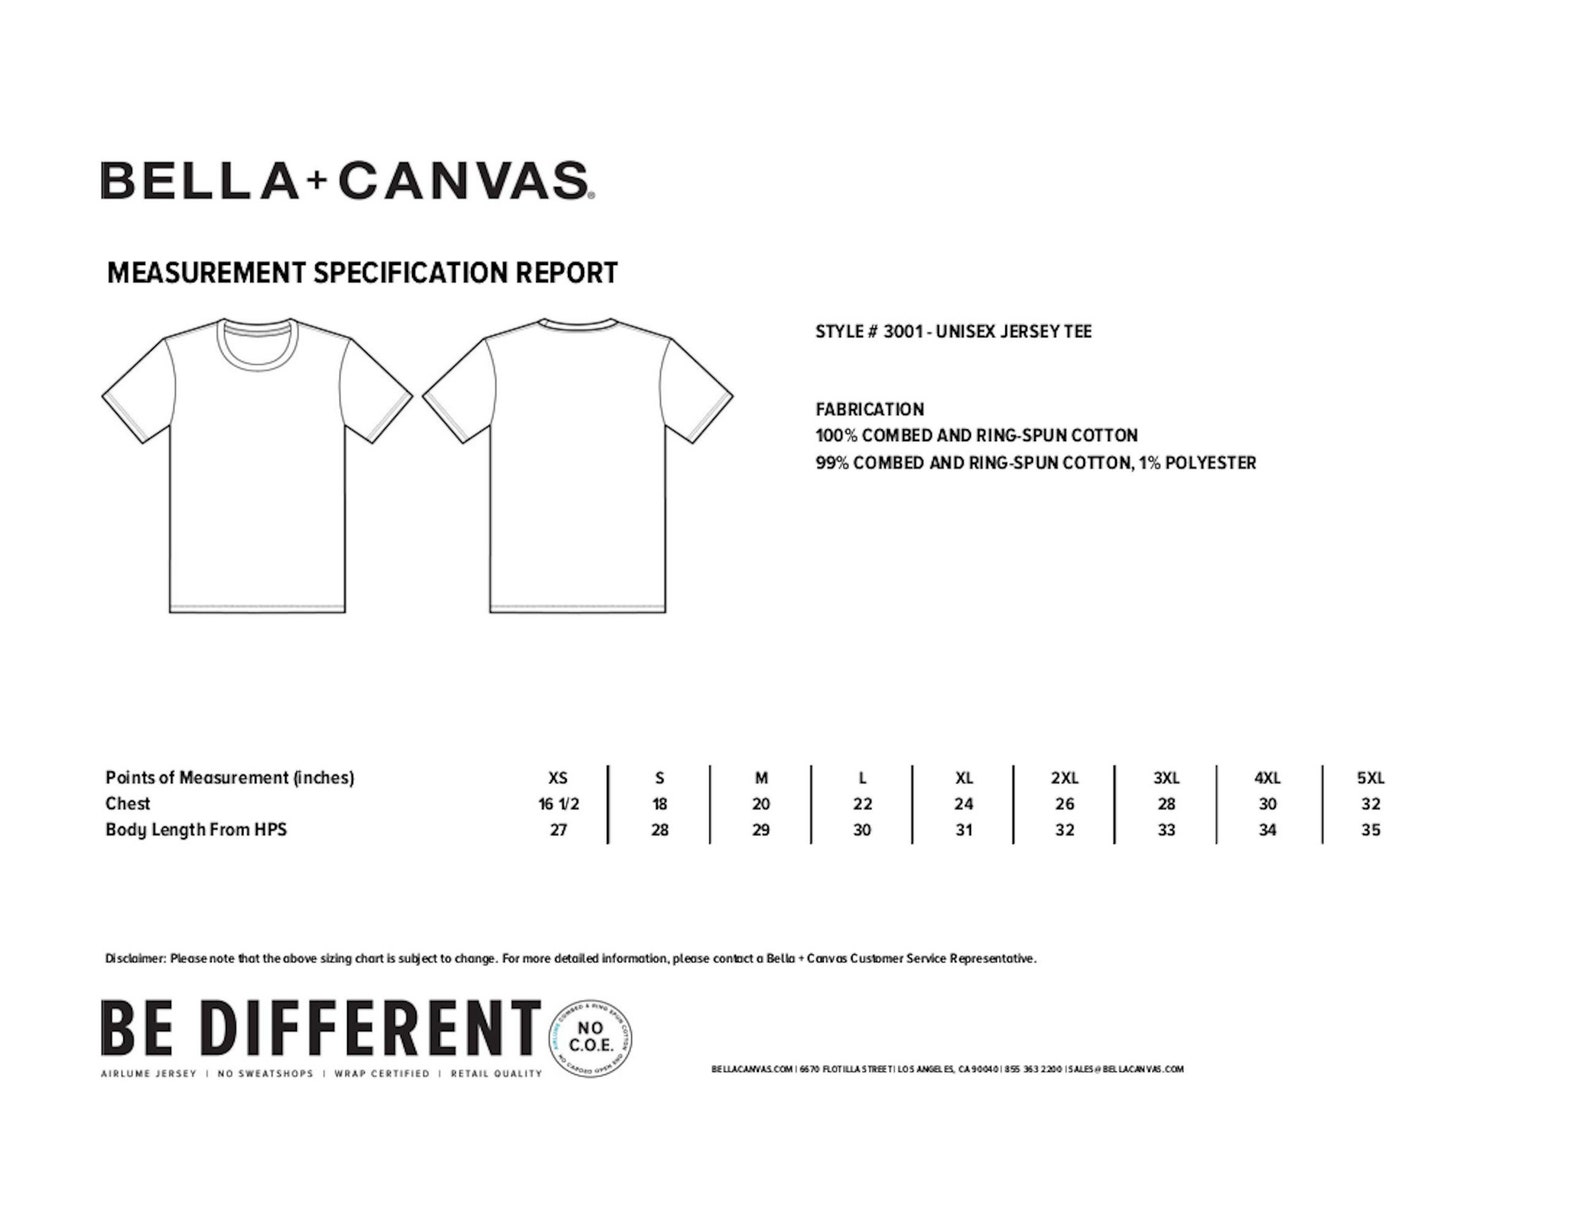 BELLA+CANVAS®
MEASUREMENT SPECIFICATION REPORT
STYLE # 3001 - UNISEX JERSEY TEE
FABRICATION
100% COMBED AND RING-SPUN COTTON
99% COMBED AND RING-SPUN COTTON, 1% POLYESTER
Points of Measurement (inches) XS S M L XL 2XL 3XL 4XL 5XL
Chest 16 1/2 18 20 22 24 26 28 30 32
Body Length From HPS 27 28 29 30 31 32 33 34 35
Disclaimer: Please note that the above sizing chart is subject to change. For more detailed information, please contact a Bella + Canvas Customer Service Representative.
BE DIFFERENT
AIRLUME COMBED & RING SPUN COTTON
NO
C.O.E.
NO CARDED OPEN END
AIRLUME JERSEY | NO SWEATSHOPS | WRAP CERTIFIED | RETAIL QUALITY
BELLACANVAS.COM | 6670 FLOTILLA STREET | LOS ANGELES, CA 90040 | 855 363 2200 | SALES@BELLACANVAS.COM